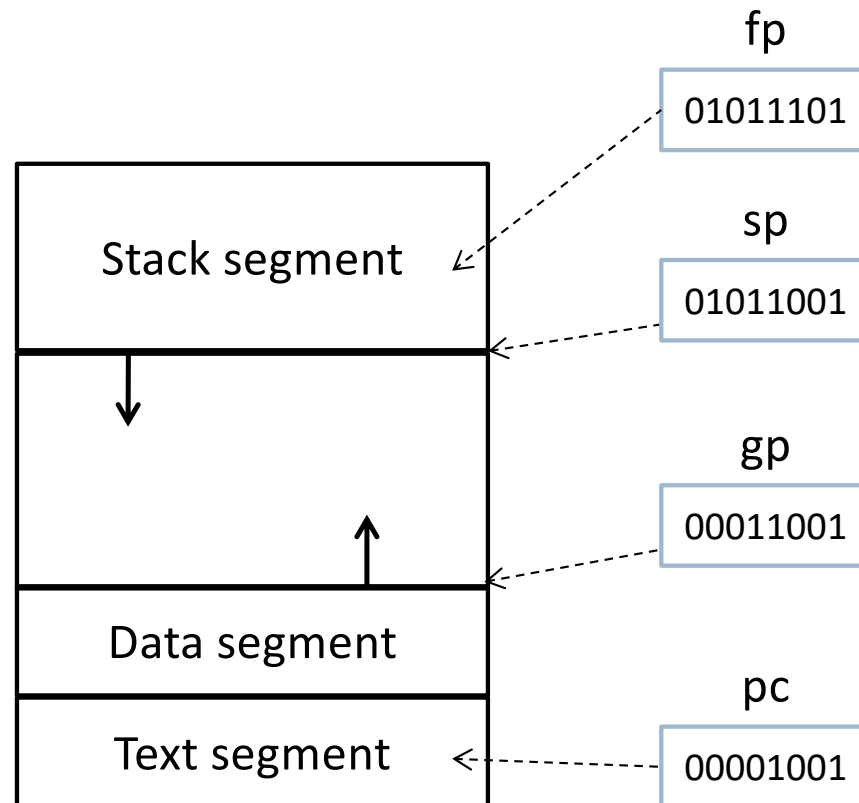 fp
01011101
Stack segment
sp
01011001
gp
00011001
Data segment
pc
Text segment
00001001